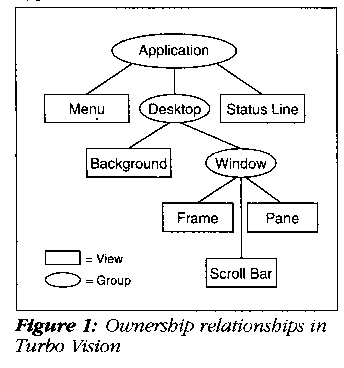 Application
Menu
Desktop
Status Line
Background
Window
Frame
Pane
Scroll Bar
= View
= Group
Figure 1: Ownership relationships in
Turbo Vision